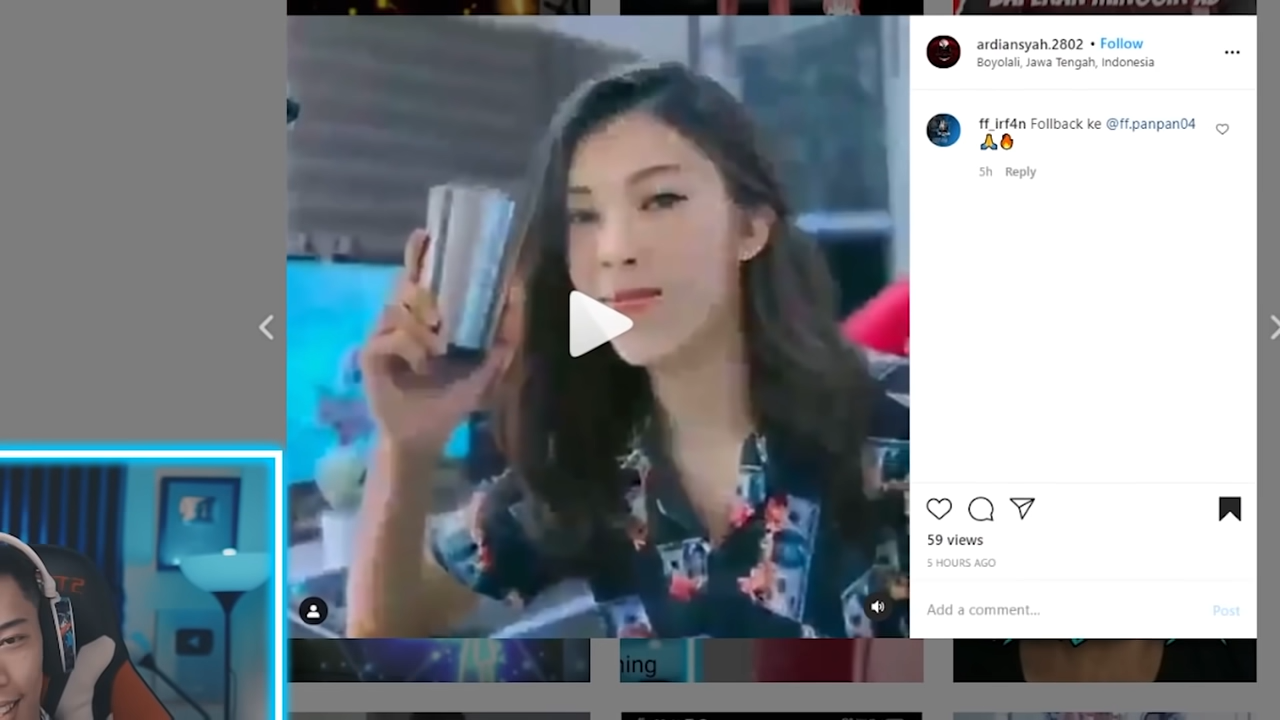 ardiansyah.2802 • Follow
Boyolali, Jawa Tengah, Indonesia
ff_irf4n Follback ke @ff.panpan04
🙏🔥
5h Reply
59 views
5 HOURS AGO
Add a comment... Post